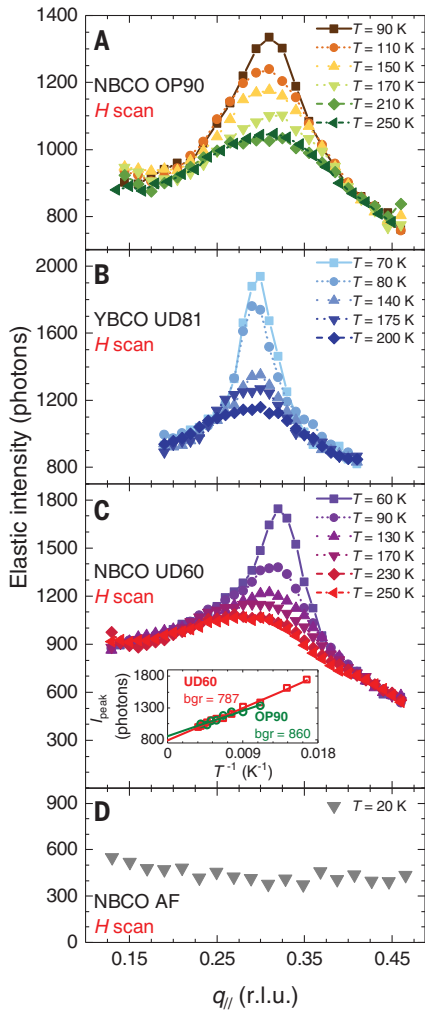 Elastic intensity (photons)
A
NBCO OP90
H scan
T = 90 K
T = 110 K
T = 150 K
T = 170 K
T = 210 K
T = 250 K
1400
1200
1000
800
B
YBCO UD81
H scan
T = 70 K
T = 80 K
T = 140 K
T = 175 K
T = 200 K
2000
1600
1200
800
C
NBCO UD60
H scan
T = 60 K
T = 90 K
T = 130 K
T = 170 K
T = 230 K
T = 250 K
1800
1500
1200
900
600
I peak
(photons)
1800
1300
800
UD60
bgr = 787
OP90
bgr = 860
0 0.009 0.018
T⁻¹ (K⁻¹)
D
T = 20 K
NBCO AF
H scan
900
600
300
0
0.15 0.25 0.35 0.45
q// (r.l.u.)